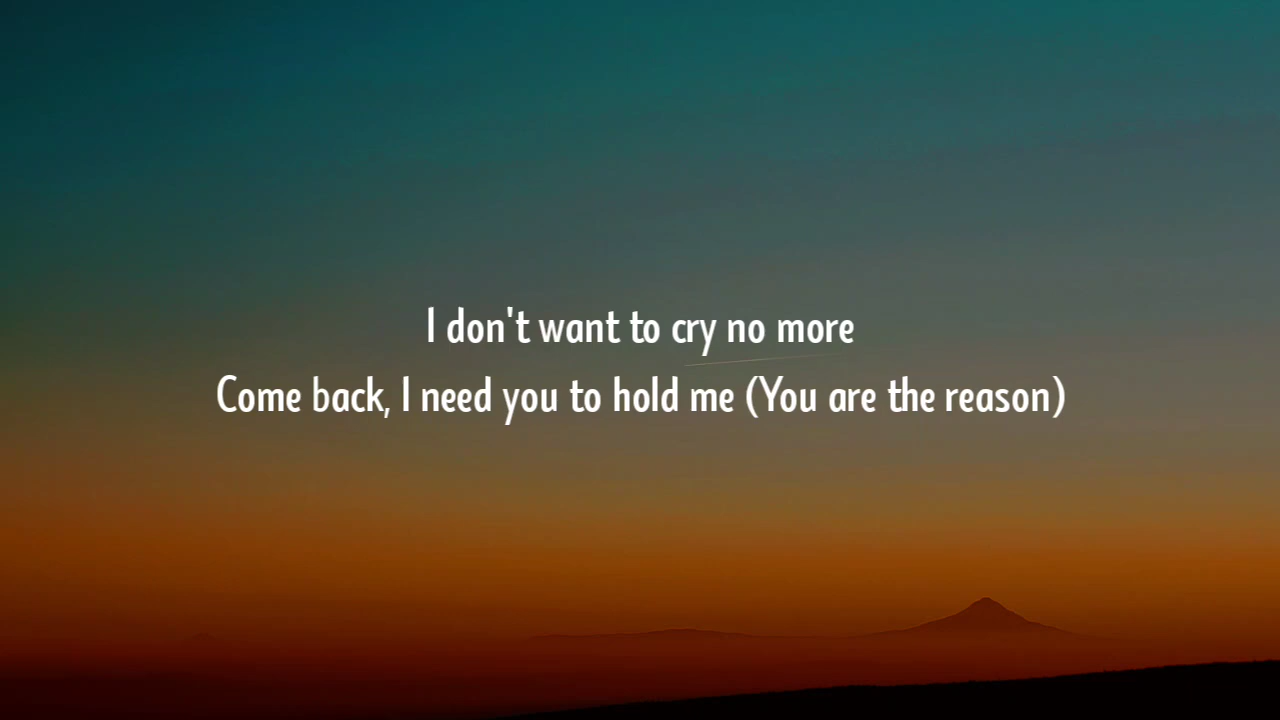 I don't want to cry no more
Come back, I need you to hold me (You are the reason)